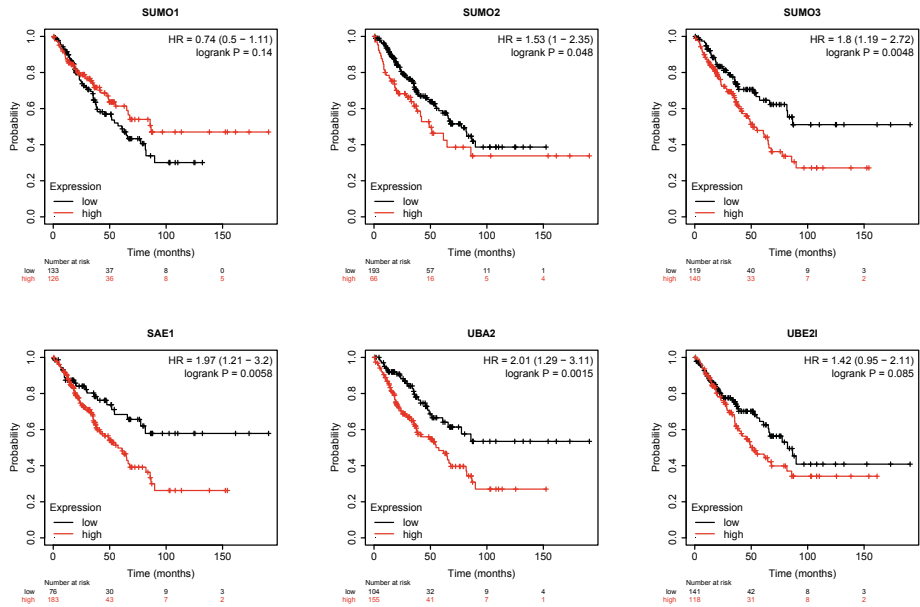 SUMO1
HR = 0.74 (0.5 − 1.11)
logrank P = 0.14
Probability
1.0
0.8
0.6
0.4
0.2
0.0
Expression
low
high
0 50 100 150
Time (months)
Number at risk
low 133 37 8 0
high 126 36 8 5
SUMO2
HR = 1.53 (1 − 2.35)
logrank P = 0.048
Probability
1.0
0.8
0.6
0.4
0.2
0.0
Expression
low
high
0 50 100 150
Time (months)
Number at risk
low 193 57 11 1
high 66 16 5 4
SUMO3
HR = 1.8 (1.19 − 2.72)
logrank P = 0.0048
Probability
1.0
0.8
0.6
0.4
0.2
0.0
Expression
low
high
0 50 100 150
Time (months)
Number at risk
low 119 40 9 3
high 140 33 7 2
SAE1
HR = 1.97 (1.21 − 3.2)
logrank P = 0.0058
Probability
1.0
0.8
0.6
0.4
0.2
0.0
Expression
low
high
0 50 100 150
Time (months)
Number at risk
low 76 30 9 3
high 183 43 7 2
UBA2
HR = 2.01 (1.29 − 3.11)
logrank P = 0.0015
Probability
1.0
0.8
0.6
0.4
0.2
0.0
Expression
low
high
0 50 100 150
Time (months)
Number at risk
low 104 32 9 4
high 155 41 7 1
UBE2I
HR = 1.42 (0.95 − 2.11)
logrank P = 0.085
Probability
1.0
0.8
0.6
0.4
0.2
0.0
Expression
low
high
0 50 100 150
Time (months)
Number at risk
low 141 42 8 3
high 118 31 8 2